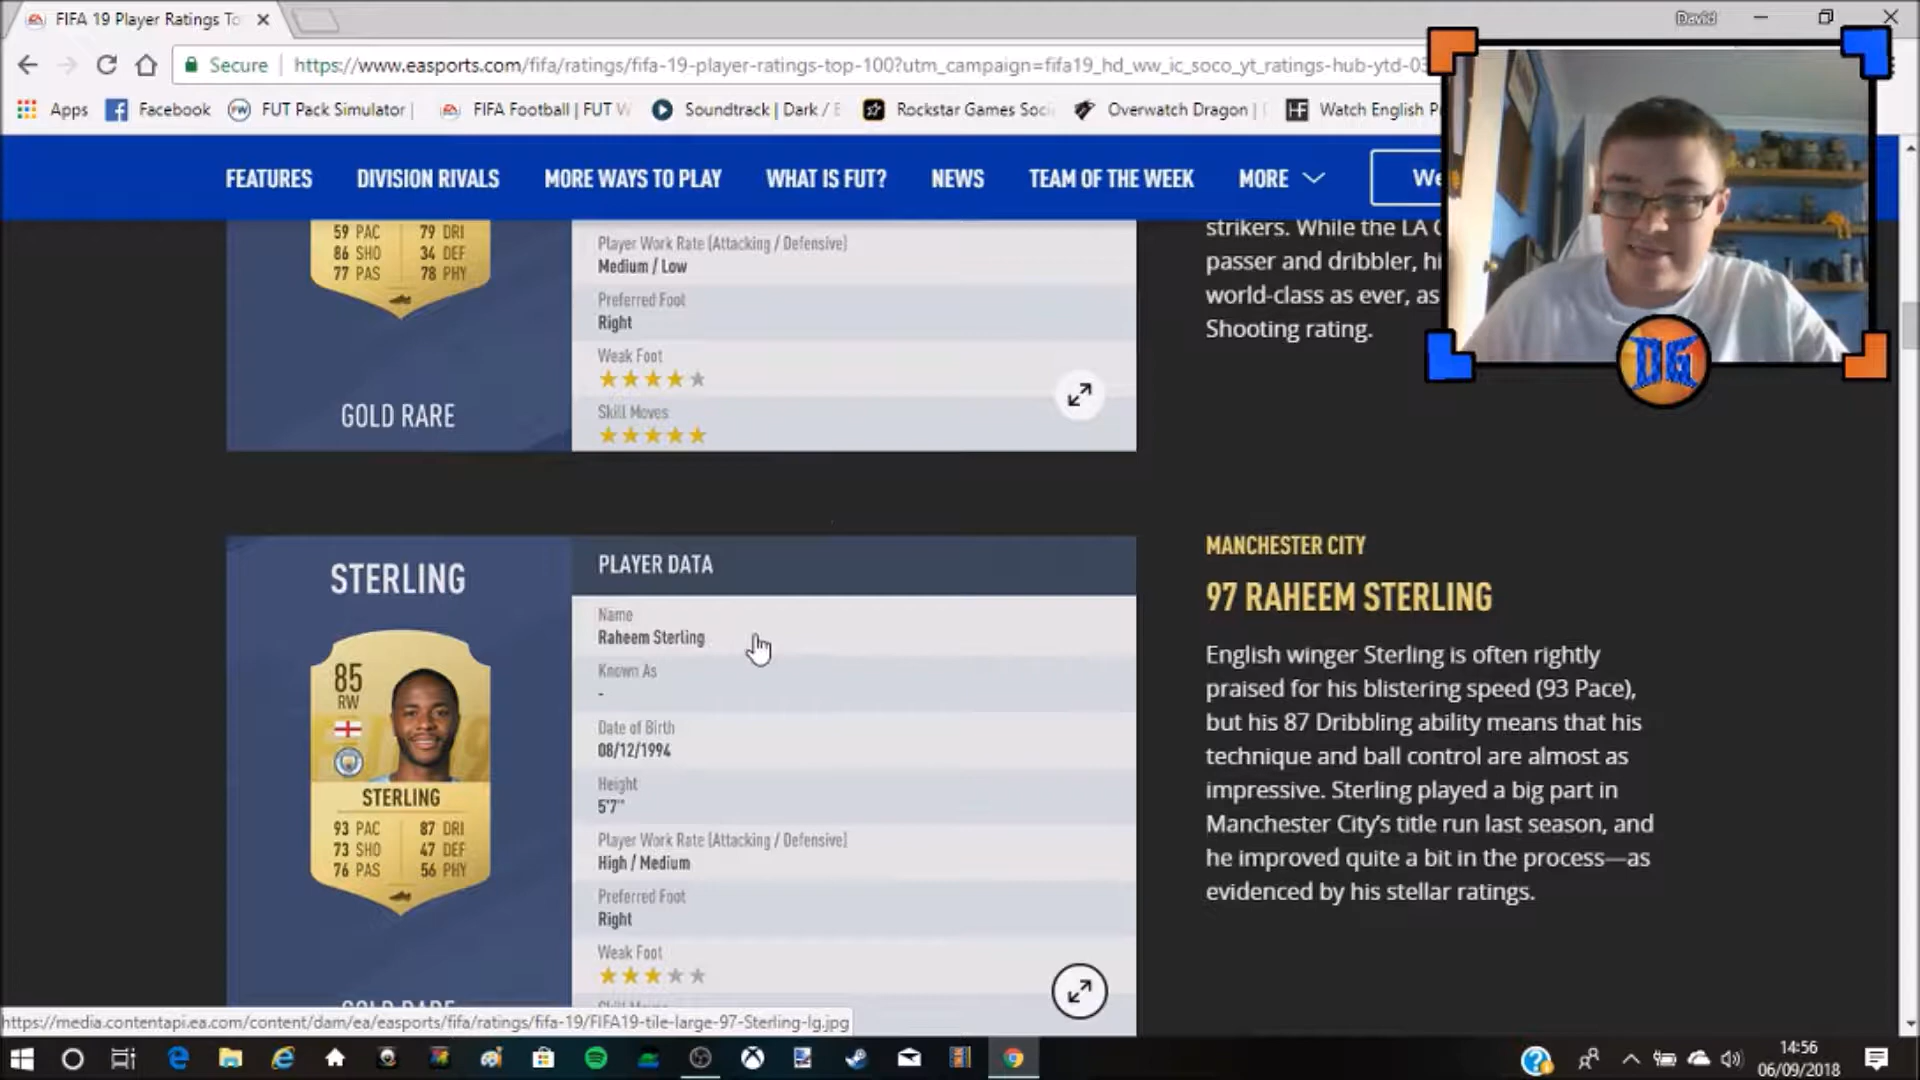 FIFA 19 Player Ratings To
David
Secure
https://www.easports.com/fifa/ratings/fifa-19-player-ratings-top-100?utm_campaign=fifa19_hd_ww_ic_soco_yt_ratings-hub-ytd-03
Apps
Facebook
FUT Pack Simulator |
FIFA Football | FUT W
Soundtrack | Dark / E
Rockstar Games Soci
Overwatch Dragon |
Watch English P
FEATURES
DIVISION RIVALS
MORE WAYS TO PLAY
WHAT IS FUT?
NEWS
TEAM OF THE WEEK
MORE
We
59 PAC 79 DRI
86 SHO 34 DEF
77 PAS 78 PHY
GOLD RARE
Player Work Rate (Attacking / Defensive)
Medium / Low
Preferred Foot
Right
Weak Foot
Skill Moves
strikers. While the LA G
passer and dribbler, hi
world-class as ever, as
Shooting rating.
DG
STERLING
85
RW
STERLING
93 PAC 87 DRI
73 SHO 47 DEF
76 PAS 56 PHY
GOLD RARE
PLAYER DATA
Name
Raheem Sterling
Known As
-
Date of Birth
08/12/1994
Height
5'7"
Player Work Rate (Attacking / Defensive)
High / Medium
Preferred Foot
Right
Weak Foot
Skill Moves
MANCHESTER CITY
97 RAHEEM STERLING
English winger Sterling is often rightly
praised for his blistering speed (93 Pace),
but his 87 Dribbling ability means that his
technique and ball control are almost as
impressive. Sterling played a big part in
Manchester City's title run last season, and
he improved quite a bit in the process—as
evidenced by his stellar ratings.
https://media.contentapi.ea.com/content/dam/ea/easports/fifa/ratings/fifa-19/FIFA19-tile-large-97-Sterling-lg.jpg
14:56
06/09/2018